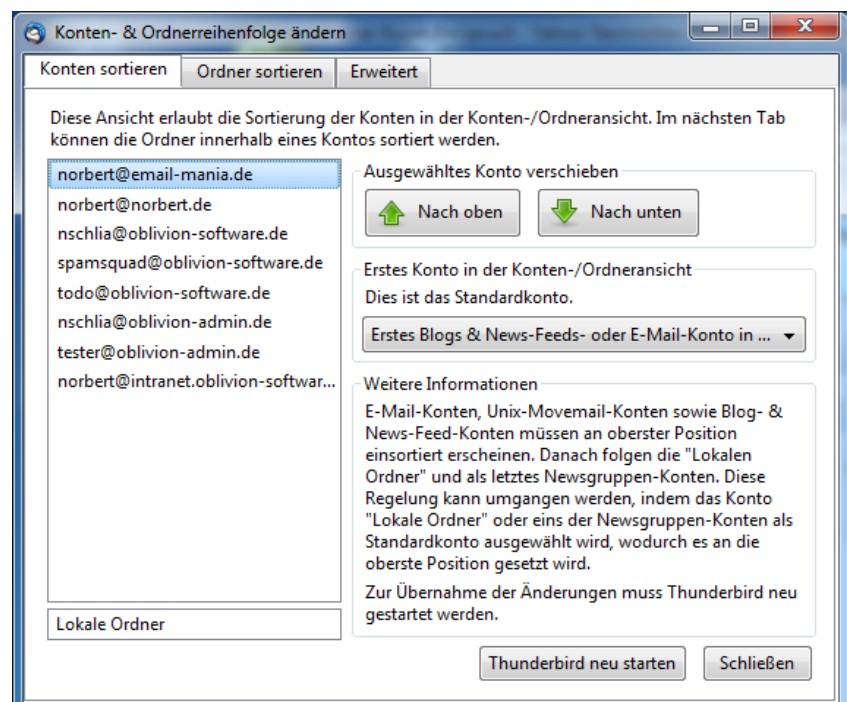 Konten- & Ordnerreihenfolge ändern
Konten sortieren
Ordner sortieren
Erweitert
Diese Ansicht erlaubt die Sortierung der Konten in der Konten-/Ordneransicht. Im nächsten Tab
können die Ordner innerhalb eines Kontos sortiert werden.
norbert@email-mania.de
norbert@norbert.de
nschlia@oblivion-software.de
spamsquad@oblivion-software.de
todo@oblivion-software.de
nschlia@oblivion-admin.de
tester@oblivion-admin.de
norbert@intranet.oblivion-softwar...
Lokale Ordner
Ausgewähltes Konto verschieben
Nach oben
Nach unten
Erstes Konto in der Konten-/Ordneransicht
Dies ist das Standardkonto.
Erstes Blogs & News-Feeds- oder E-Mail-Konto in ...
Weitere Informationen
E-Mail-Konten, Unix-Movemail-Konten sowie Blog- &
News-Feed-Konten müssen an oberster Position
einsortiert erscheinen. Danach folgen die "Lokalen
Ordner" und als letztes Newsgruppen-Konten. Diese
Regelung kann umgangen werden, indem das Konto
"Lokale Ordner" oder eins der Newsgruppen-Konten als
Standardkonto ausgewählt wird, wodurch es an die
oberste Position gesetzt wird.
Zur Übernahme der Änderungen muss Thunderbird neu
gestartet werden.
Thunderbird neu starten
Schließen